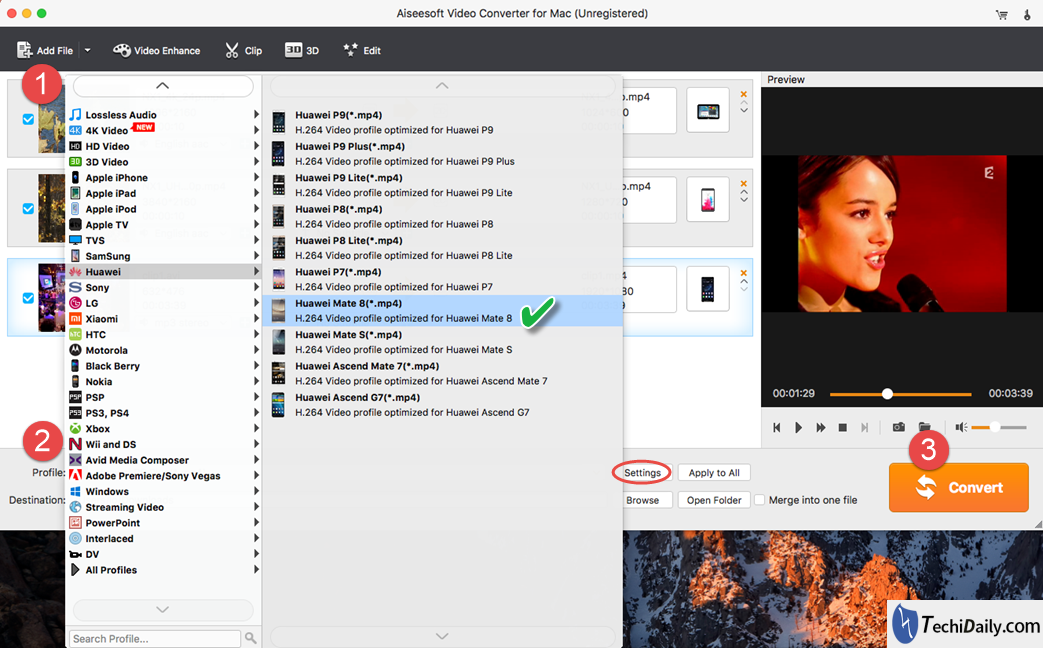 Aiseesoft Video Converter for Mac (Unregistered)
Add File
Video Enhance
Clip
3D 3D
Edit
1
Lossless Audio
4K 4K Video NEW
HD HD Video
3D 3D Video
Apple iPhone
Apple iPad
Apple iPod
Apple TV
TVS
SamSung
Huawei
Sony
LG
Xiaomi
HTC
Motorola
Black Berry
Nokia
PSP
PS3, PS4
Xbox
Wii and DS
Avid Media Composer
Adobe Premiere/Sony Vegas
Windows
Streaming Video
PowerPoint
Interlaced
DV
All Profiles
Search Profile...
Huawei P9(*.mp4)
H.264 Video profile optimized for Huawei P9
Huawei P9 Plus(*.mp4)
H.264 Video profile optimized for Huawei P9 Plus
Huawei P9 Lite(*.mp4)
H.264 Video profile optimized for Huawei P9 Lite
Huawei P8(*.mp4)
H.264 Video profile optimized for Huawei P8
Huawei P8 Lite(*.mp4)
H.264 Video profile optimized for Huawei P8 Lite
Huawei P7(*.mp4)
H.264 Video profile optimized for Huawei P7
Huawei Mate 8(*.mp4)
H.264 Video profile optimized for Huawei Mate 8
Huawei Mate S(*.mp4)
H.264 Video profile optimized for Huawei Mate S
Huawei Ascend Mate 7(*.mp4)
H.264 Video profile optimized for Huawei Ascend Mate 7
Huawei Ascend G7(*.mp4)
H.264 Video profile optimized for Huawei Ascend G7
Preview
2
00:01:29
00:03:39
2
Profile:
Destination:
Settings
Apply to All
Browse
Open Folder
Merge into one file
3
Convert
TechiDaily.com